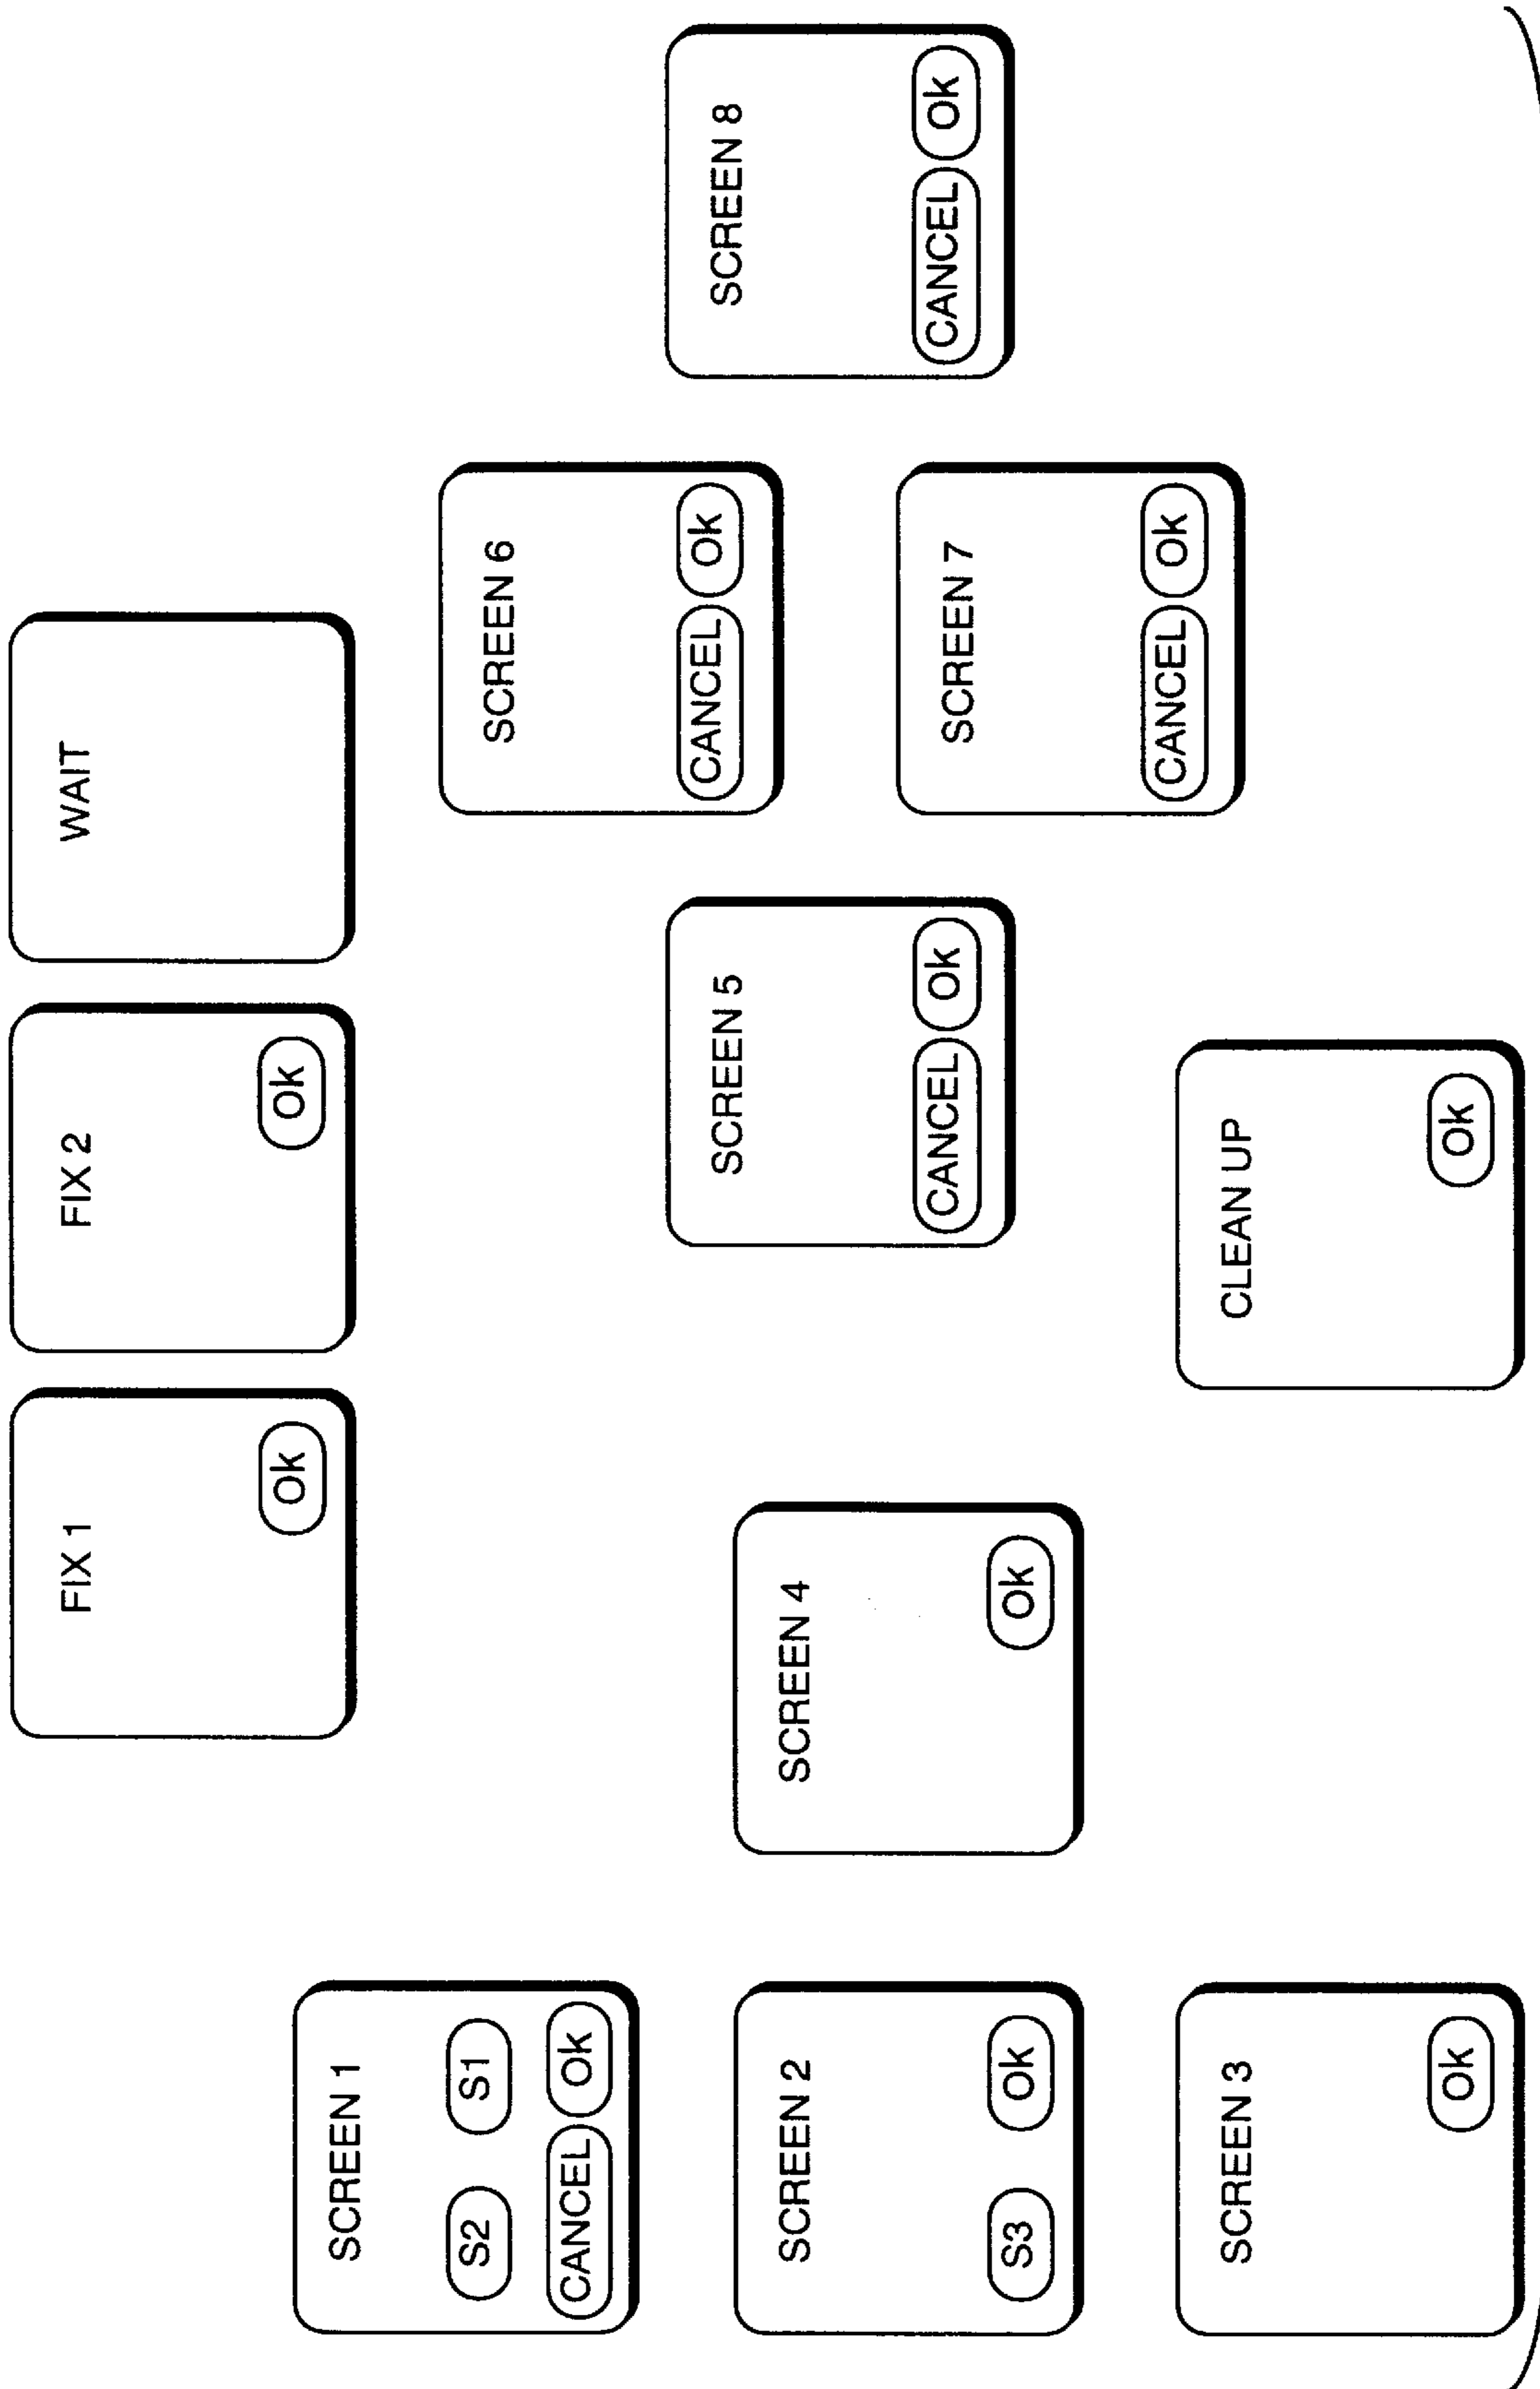 FIX 1
Ok
FIX 2
Ok
WAIT
SCREEN 1
S2 S1
CANCEL Ok
SCREEN 2
S3 Ok
SCREEN 3
Ok
SCREEN 4
Ok
SCREEN 5
CANCEL Ok
SCREEN 6
CANCEL Ok
SCREEN 7
CANCEL Ok
SCREEN 8
CANCEL Ok
CLEAN UP
Ok